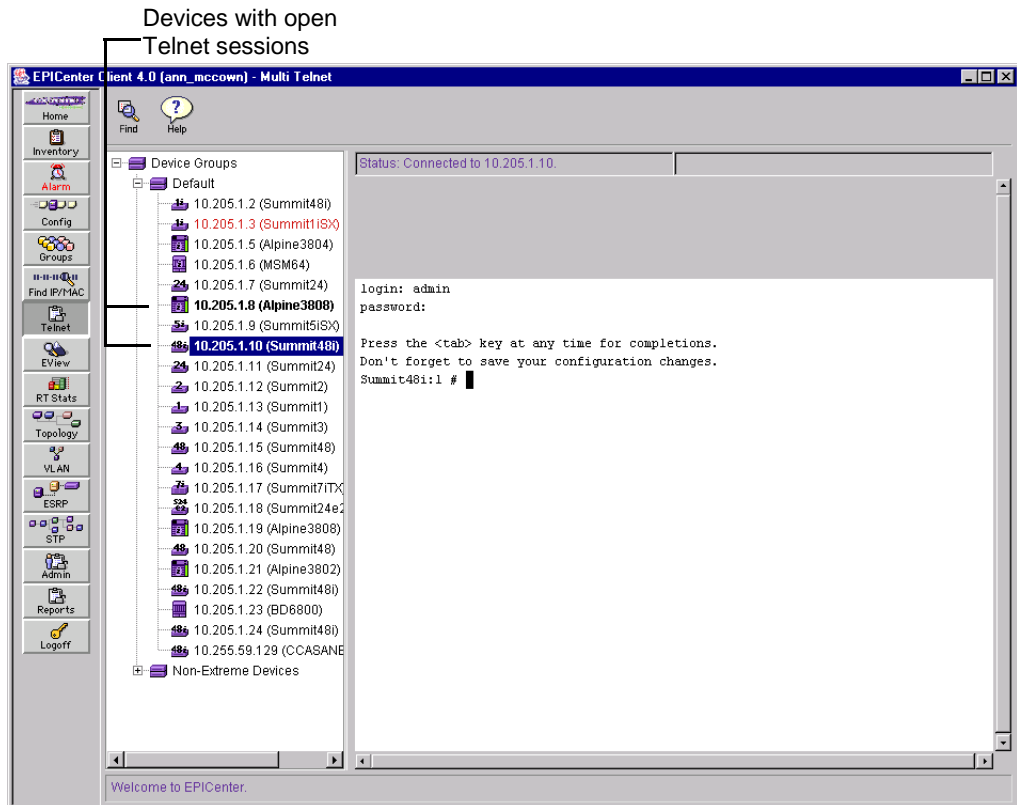 Devices with open
Telnet sessions
EPICenter Client 4.0 (ann_mccown) - Multi Telnet
Home
Inventory
Alarm
Config
Groups
Find IP/MAC
Telnet
EView
RT Stats
Topology
VLAN
ESRP
STP
Admin
Reports
Logoff
Find
Help
Device Groups
Default
10.205.1.2 (Summit48i)
10.205.1.3 (Summit1iSX)
10.205.1.5 (Alpine3804)
10.205.1.6 (MSM64)
10.205.1.7 (Summit24)
10.205.1.8 (Alpine3808)
10.205.1.9 (Summit5iSX)
10.205.1.10 (Summit48i)
10.205.1.11 (Summit24)
10.205.1.12 (Summit2)
10.205.1.13 (Summit1)
10.205.1.14 (Summit3)
10.205.1.15 (Summit48)
10.205.1.16 (Summit4)
10.205.1.17 (Summit7iTX
10.205.1.18 (Summit24e2
10.205.1.19 (Alpine3808)
10.205.1.20 (Summit48)
10.205.1.21 (Alpine3802)
10.205.1.22 (Summit48i)
10.205.1.23 (BD6800)
10.205.1.24 (Summit48i)
10.255.59.129 (CCASANE
Non-Extreme Devices
Status: Connected to 10.205.1.10.
login: admin
password:
Press the <tab> key at any time for completions.
Don't forget to save your configuration changes.
Summit48i:1 #
Welcome to EPICenter.